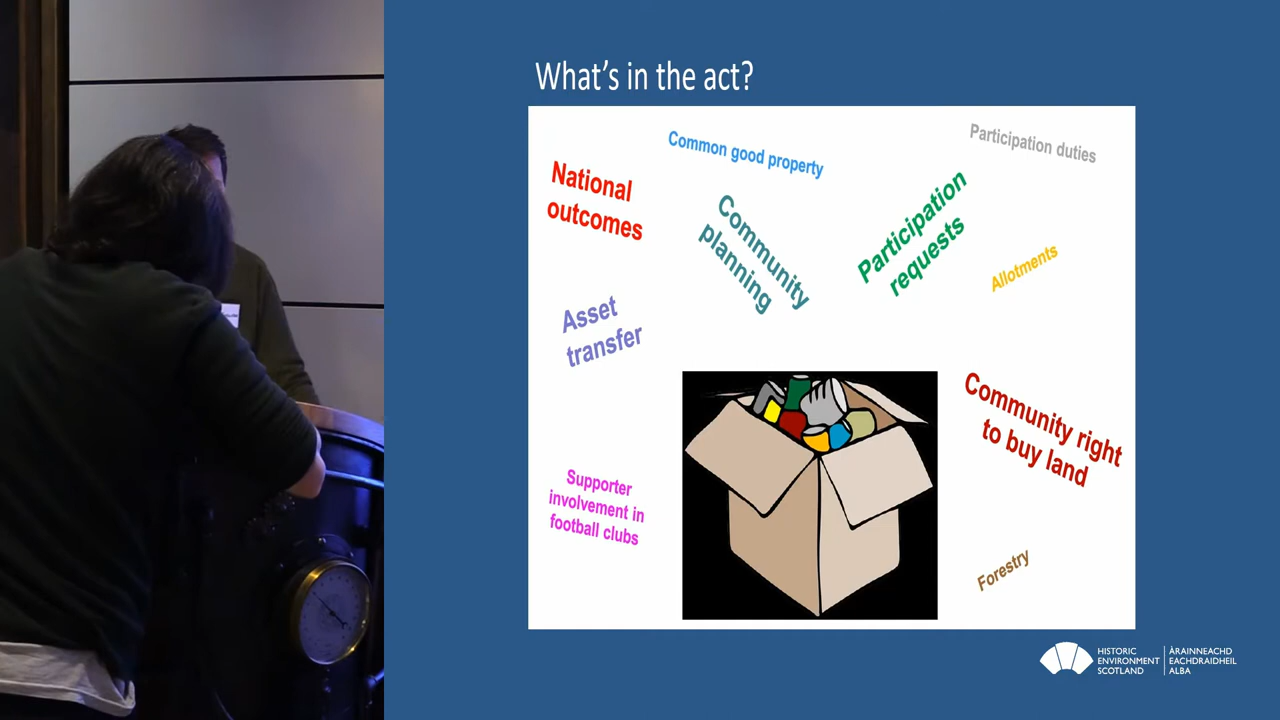 What's in the act?
Common good property
Participation duties
National
outcomes
Community
planning
Participation
requests
Allotments
Asset
transfer
Community right
to buy land
Supporter
involvement in
football clubs
Forestry
HISTORIC
ENVIRONMENT
SCOTLAND
ÀRAINNEACHD
EACHDRAIDHEIL
ALBA